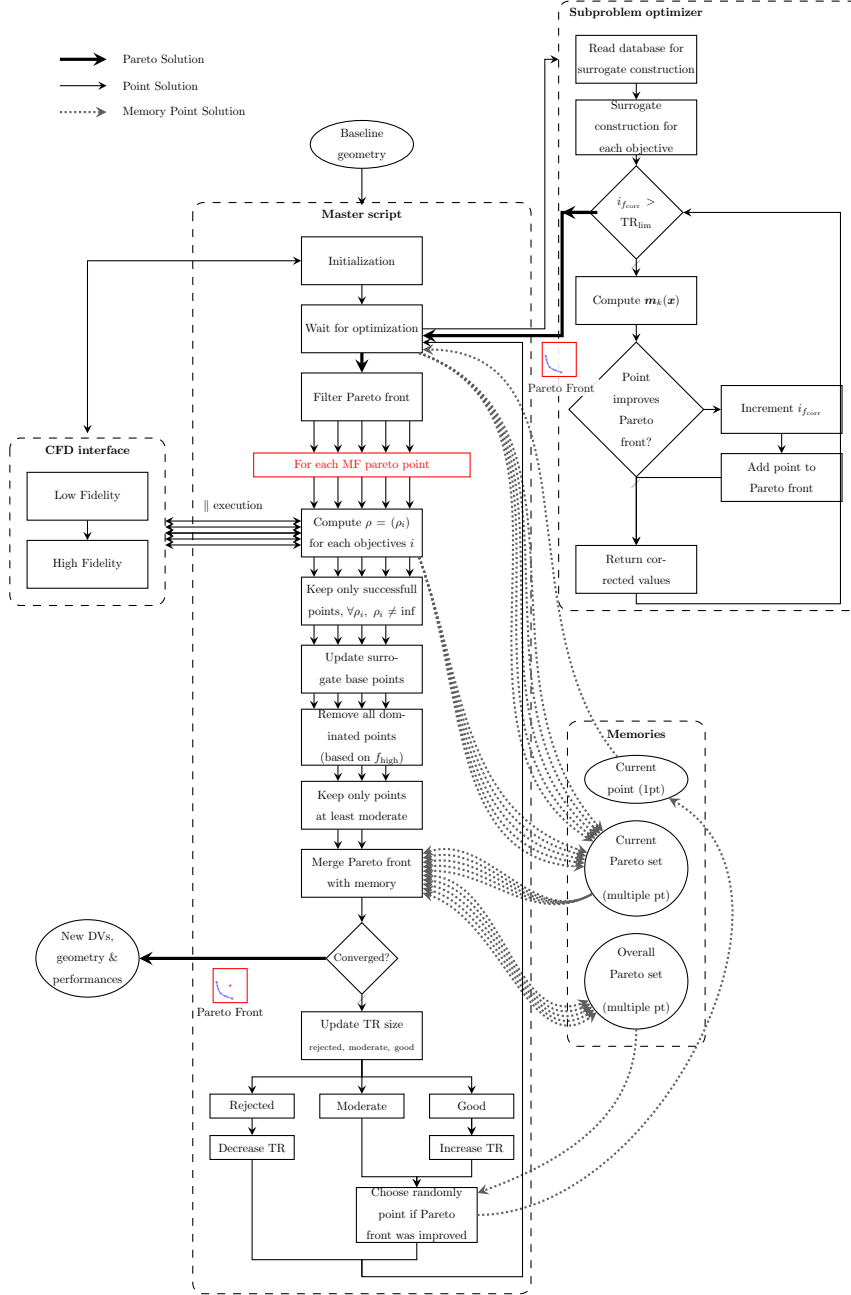 Subproblem optimizer
Read database for
surrogate construction
Surrogate
construction for
each objective
i_{f_{corr}} >
TR_{lim}
Compute m_k(x)
Point
improves
Pareto
front?
Increment i_{f_{corr}}
Add point to
Pareto front
Return cor-
rected values
Pareto Front
Pareto Solution
Point Solution
Memory Point Solution
Baseline
geometry
Master script
Initialization
Wait for optimization
Filter Pareto front
For each MF pareto point
Compute ρ = (ρ_i)
for each objectives i
Keep only successfull
points, ∀ρ_i, ρ_i ≠ inf
Update surro-
gate base points
Remove all dom-
inated points
(based on f_{high})
Keep only points
at least moderate
Merge Pareto front
with memory
Converged?
Update TR size
rejected, moderate, good
Rejected
Moderate
Good
Decrease TR
Increase TR
Choose randomly
point if Pareto
front was improved
CFD interface
Low Fidelity
High Fidelity
∥ execution
New DVs,
geometry &
performances
Pareto Front
Memories
Current
point (1pt)
Current
Pareto set
(multiple pt)
Overall
Pareto set
(multiple pt)